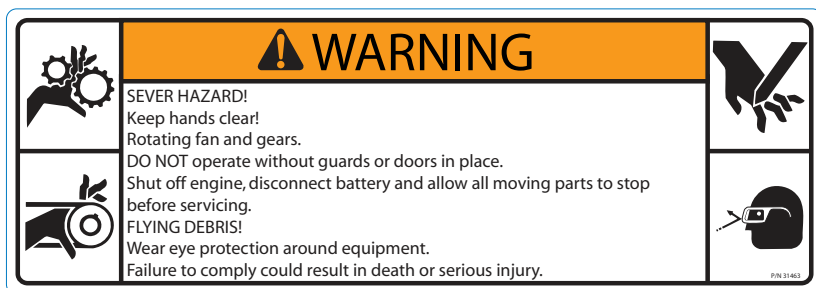 WARNING
SEVER HAZARD!
Keep hands clear!
Rotating fan and gears.
DO NOT operate without guards or doors in place.
Shut off engine, disconnect battery and allow all moving parts to stop
before servicing.
FLYING DEBRIS!
Wear eye protection around equipment.
Failure to comply could result in death or serious injury.
P/N 31463